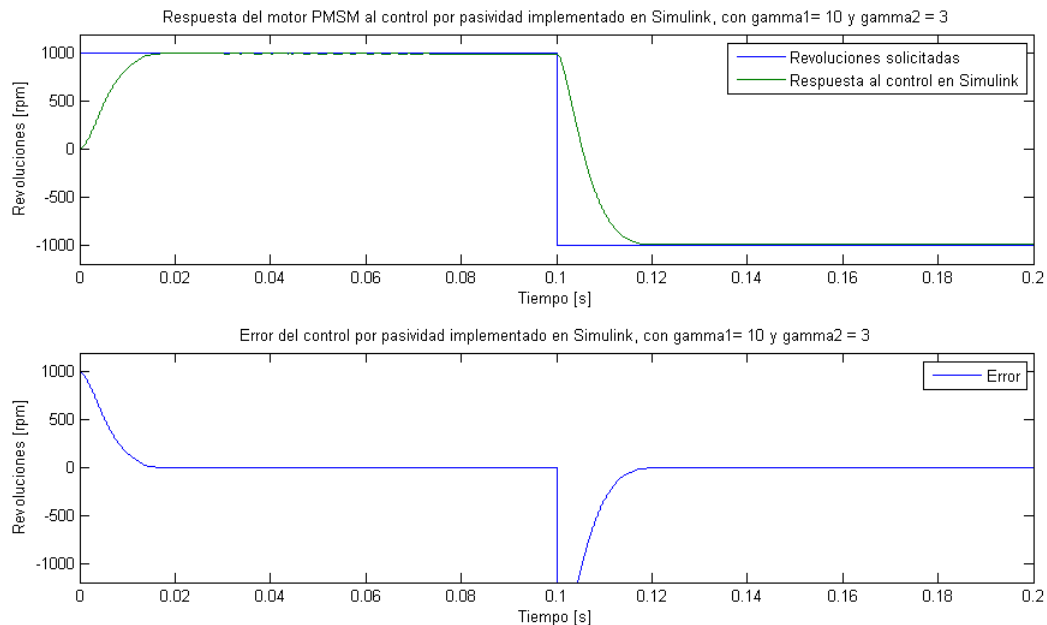 Respuesta del motor PMSM al control por pasividad implementado en Simulink, con gamma1= 10 y gamma2 = 3
Revoluciones [rpm]
1000
500
0
-500
-1000
Revoluciones solicitadas
Respuesta al control en Simulink
0 0.02 0.04 0.06 0.08 0.1 0.12 0.14 0.16 0.18 0.2
Tiempo [s]
Error del control por pasividad implementado en Simulink, con gamma1= 10 y gamma2 = 3
Revoluciones [rpm]
1000
500
0
-500
-1000
Error
0 0.02 0.04 0.06 0.08 0.1 0.12 0.14 0.16 0.18 0.2
Tiempo [s]